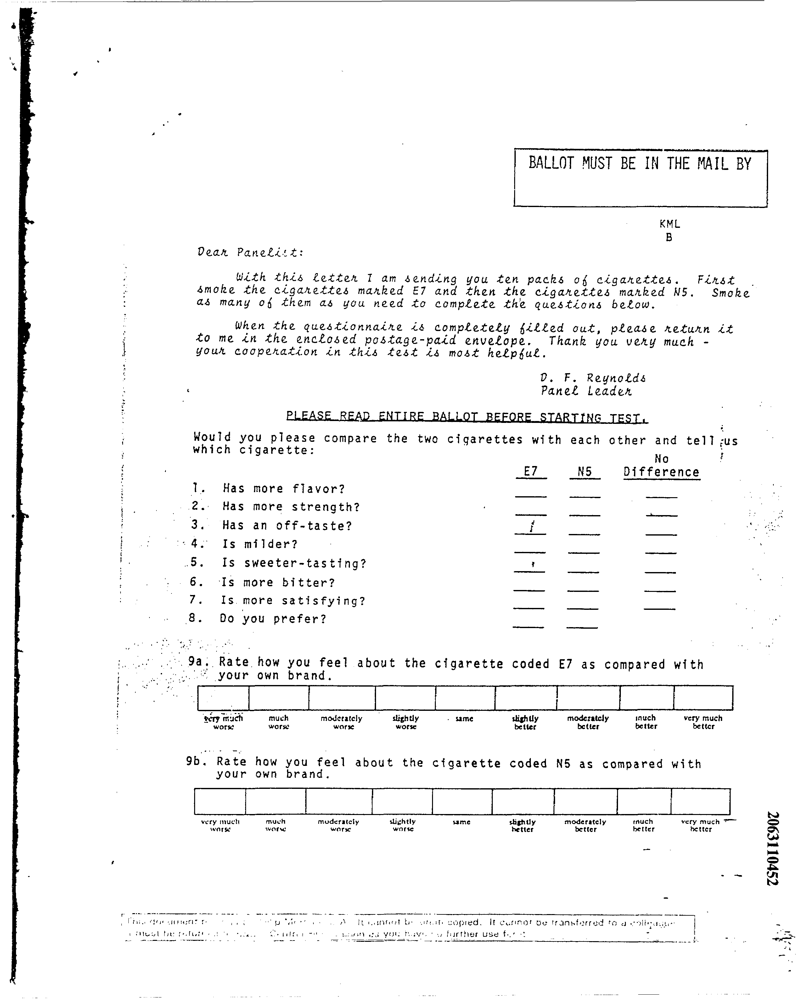 BALLOT MUST BE IN THE MAIL BY
KML
B
Dear Panelist:
With this letter I am sending you ten packs of cigarettes. First
smoke the cigarettes marked E7 and then the cigarettes marked N5. Smoke
as many of them as you need to complete the questions below.
When the questionnaire is completely filled out, please return it
to me in the enclosed postage-paid envelope. Thank you very much -
your cooperation in this test is most helpful.
D. F. Reynolds
Panel Leader
PLEASE READ ENTIRE BALLOT BEFORE STARTING TEST.
Would you please compare the two cigarettes with each other and tell us
which cigarette:
E7 N5 No Difference
1. Has more flavor?
2. Has more strength?
3. Has an off-taste?
4. Is milder?
5. Is sweeter-tasting?
6. Is more bitter?
7. Is more satisfying?
8. Do you prefer?
9a. Rate how you feel about the cigarette coded E7 as compared with
your own brand.
very much worse much worse moderately worse slightly worse same slightly better moderately better much better very much better
9b. Rate how you feel about the cigarette coded N5 as compared with
your own brand.
very much worse much worse moderately worse slightly worse same slightly better moderately better much better very much better
2063110452
This document It cannot be copied. It cannot be transferred to a
must be as you have further use